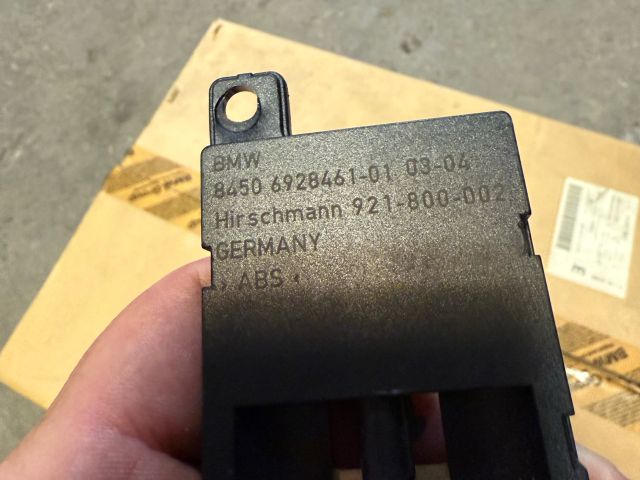 BMW
8450 6928461-01 03-04
Hirschmann 921-800-002
GERMANY
› ABS ‹